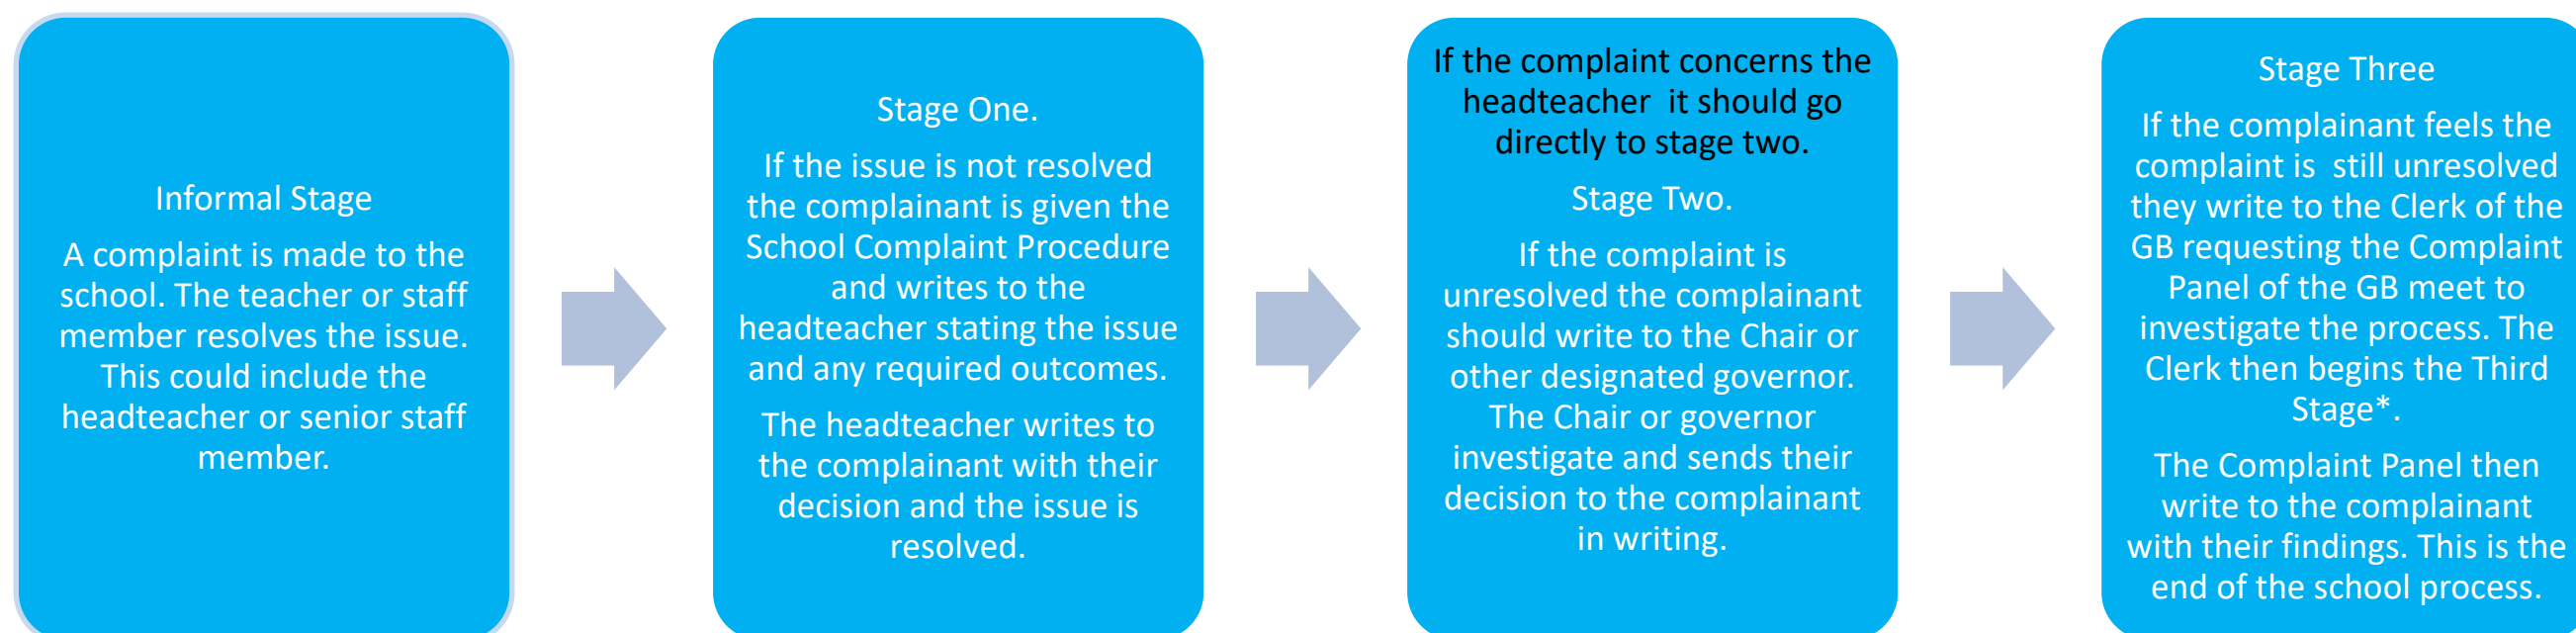 Informal Stage
A complaint is made to the
school. The teacher or staff
member resolves the issue.
This could include the
headteacher or senior staff
member.
Stage One.
If the issue is not resolved
the complainant is given the
School Complaint Procedure
and writes to the
headteacher stating the issue
and any required outcomes.
The headteacher writes to
the complainant with their
decision and the issue is
resolved.
If the complaint concerns the
headteacher  it should go
directly to stage two.
Stage Two.
If the complaint is
unresolved the complainant
should write to the Chair or
other designated governor.
The Chair or governor
investigate and sends their
decision to the complainant
in writing.
Stage Three
If the complainant feels the
complaint is  still unresolved
they write to the Clerk of the
GB requesting the Complaint
Panel of the GB meet to
investigate the process. The
Clerk then begins the Third
Stage*.
The Complaint Panel then
write to the complainant
with their findings. This is the
end of the school process.